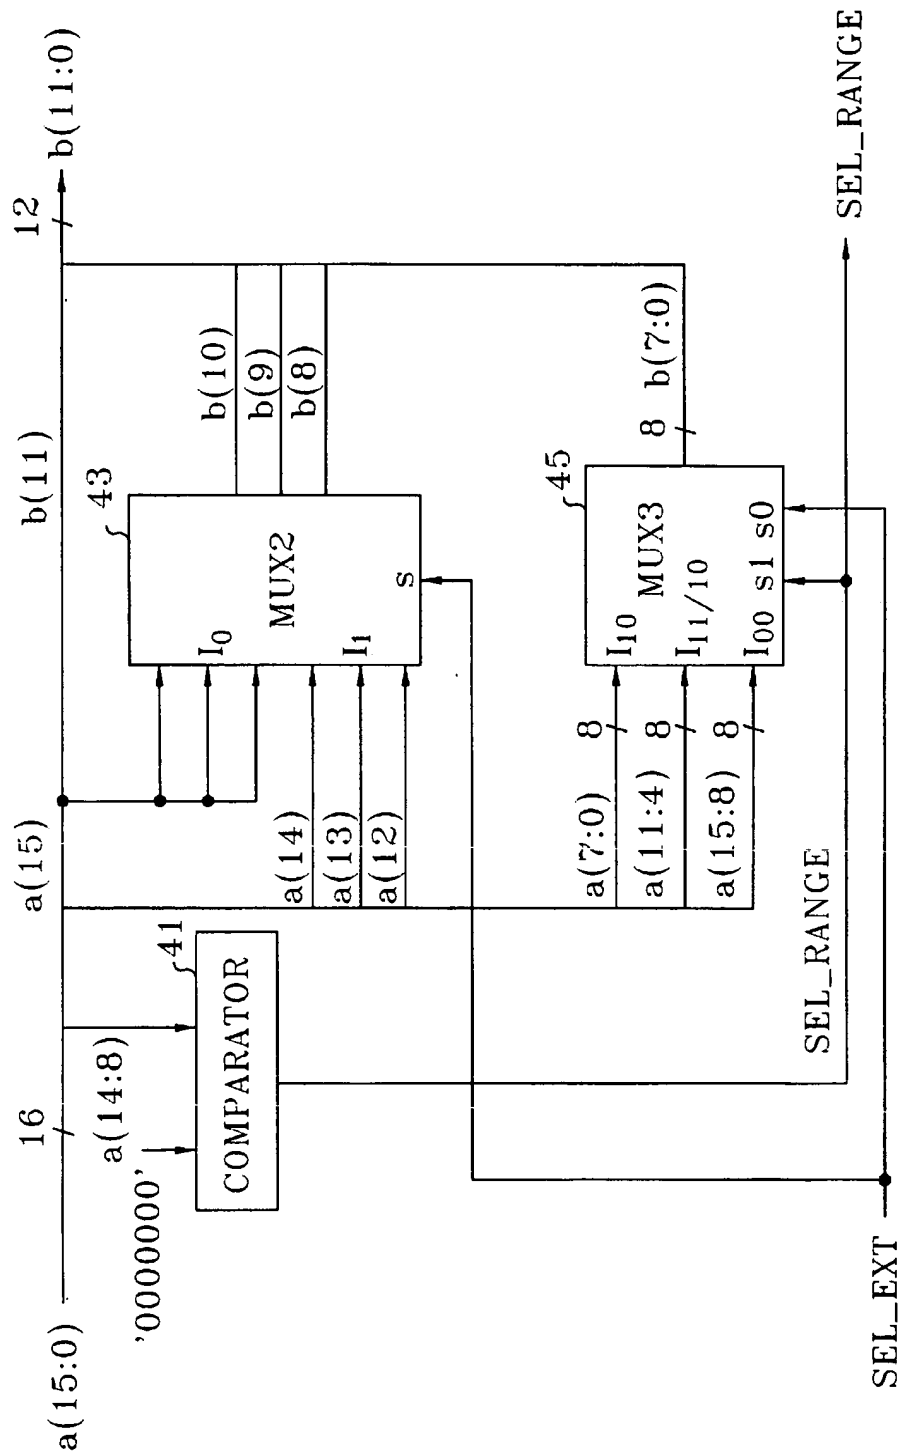 a(15:0)
16
a(15)
b(11)
12
b(11:0)
'0000000'
a(14:8)
COMPARATOR
41
a(14)
a(13)
a(12)
I0
I1
MUX2
s
43
b(10)
b(9)
b(8)
a(7:0)
8
a(11:4)
8
a(15:8)
8
I10
I11/10
I00
MUX3
s1
s0
45
8
b(7:0)
SEL_RANGE
SEL_RANGE
SEL_EXT